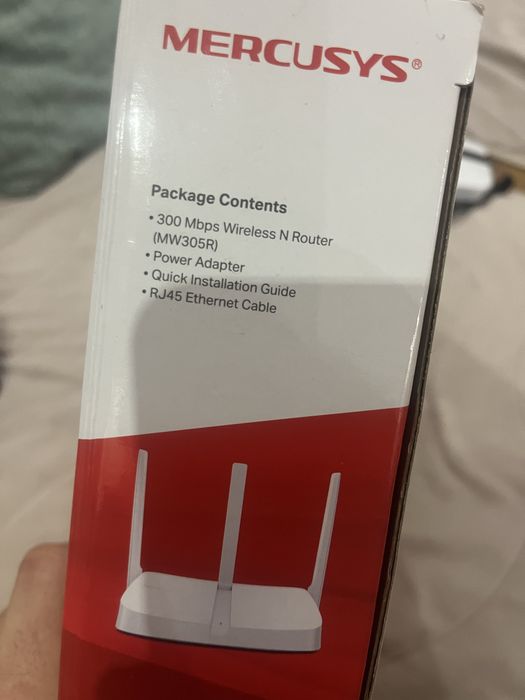 MERCUSYS®
Package Contents
• 300 Mbps Wireless N Router
(MW305R)
• Power Adapter
• Quick Installation Guide
• RJ45 Ethernet Cable